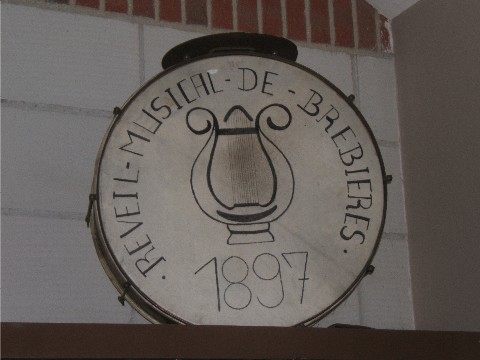 · REVEIL - MUSICAL - DE - BREBIERES ·
1897